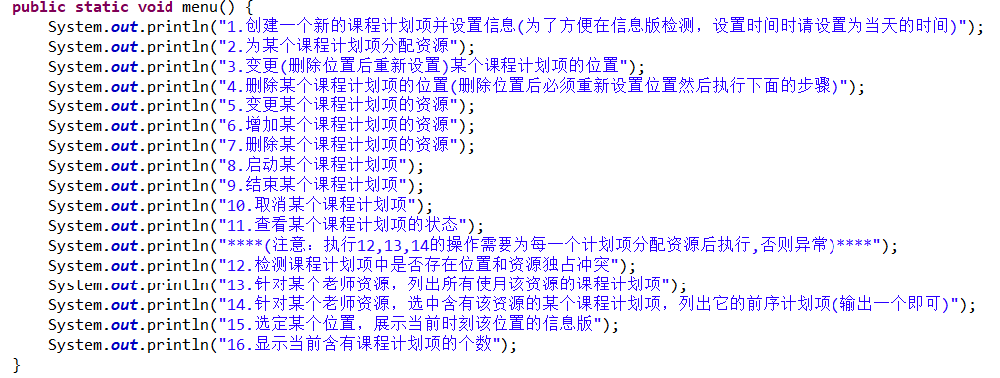 public static void menu() {
System.out.println("1.创建一个新的课程计划项并设置信息(为了方便在信息版检测，设置时间时请设置为当天的时间)");
System.out.println("2.为某个课程计划项分配资源");
System.out.println("3.变更(删除位置后重新设置)某个课程计划项的位置");
System.out.println("4.删除某个课程计划项的位置(删除位置后必须重新设置位置然后执行下面的步骤)");
System.out.println("5.变更某个课程计划项的资源");
System.out.println("6.增加某个课程计划项的资源");
System.out.println("7.删除某个课程计划项的资源");
System.out.println("8.启动某个课程计划项");
System.out.println("9.结束某个课程计划项");
System.out.println("10.取消某个课程计划项");
System.out.println("11.查看某个课程计划项的状态");
System.out.println("****(注意：执行12,13,14的操作需要为每一个计划项分配资源后执行,否则异常)****");
System.out.println("12.检测课程计划项中是否存在位置和资源独占冲突");
System.out.println("13.针对某个老师资源，列出所有使用该资源的课程计划项");
System.out.println("14.针对某个老师资源，选中含有该资源的某个课程计划项，列出它的前序计划项(输出一个即可)");
System.out.println("15.选定某个位置，展示当前时刻该位置的信息版");
System.out.println("16.显示当前含有课程计划项的个数");
}